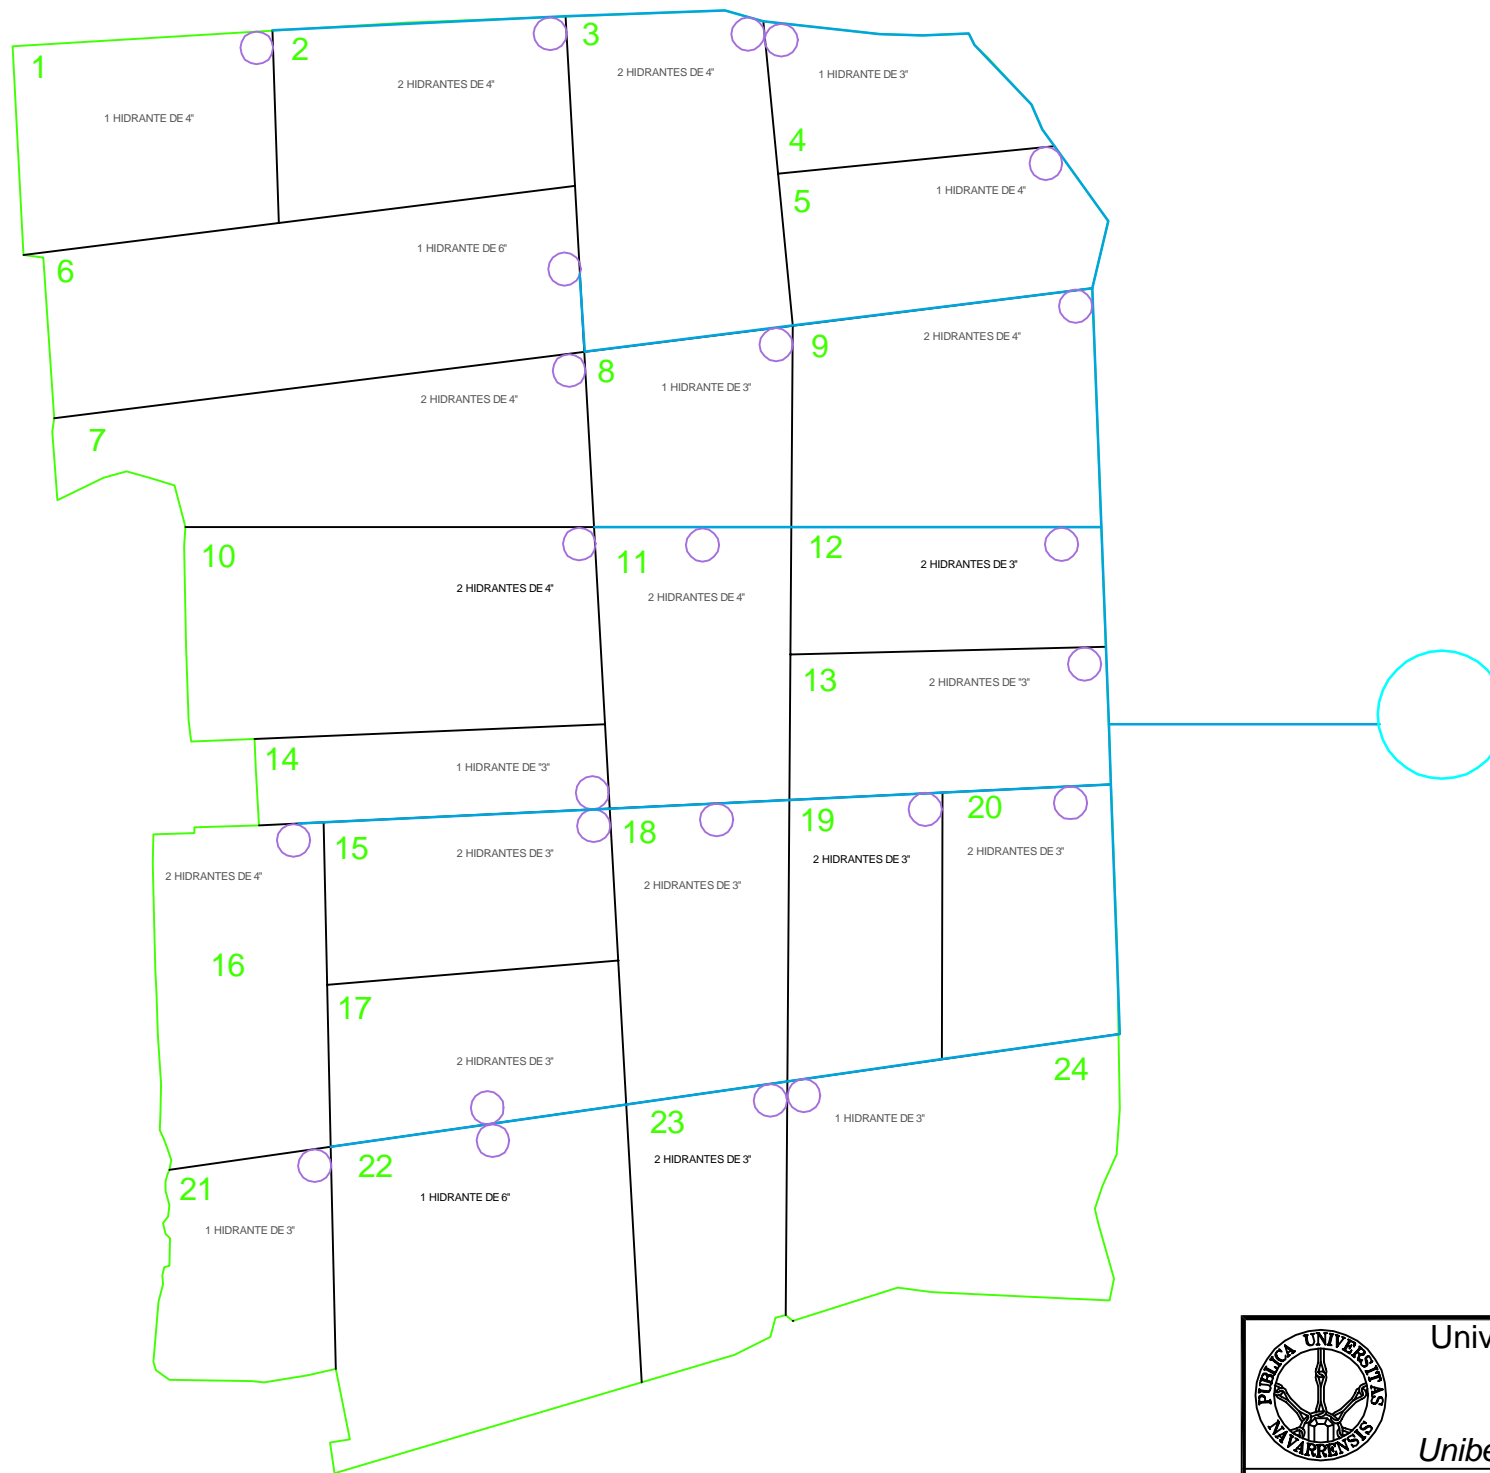 1
1 HIDRANTE DE 4"
2
2 HIDRANTES DE 4"
3
2 HIDRANTES DE 4"
1 HIDRANTE DE 3"
4
5
1 HIDRANTE DE 4"
6
1 HIDRANTE DE 6"
7
2 HIDRANTES DE 4"
8
1 HIDRANTE DE 3"
9
2 HIDRANTES DE 4"
10
2 HIDRANTES DE 4"
11
2 HIDRANTES DE 4"
12
2 HIDRANTES DE 3"
13
2 HIDRANTES DE "3"
14
1 HIDRANTE DE "3"
15
2 HIDRANTES DE 3"
2 HIDRANTES DE 4"
16
17
2 HIDRANTES DE 3"
18
2 HIDRANTES DE 3"
19
2 HIDRANTES DE 3"
20
2 HIDRANTES DE 3"
21
1 HIDRANTE DE 3"
22
1 HIDRANTE DE 6"
23
2 HIDRANTES DE 3"
24
1 HIDRANTE DE 3"
PUBLICA UNIVERSITAS
NAVARRENSIS
Univ
Unibe